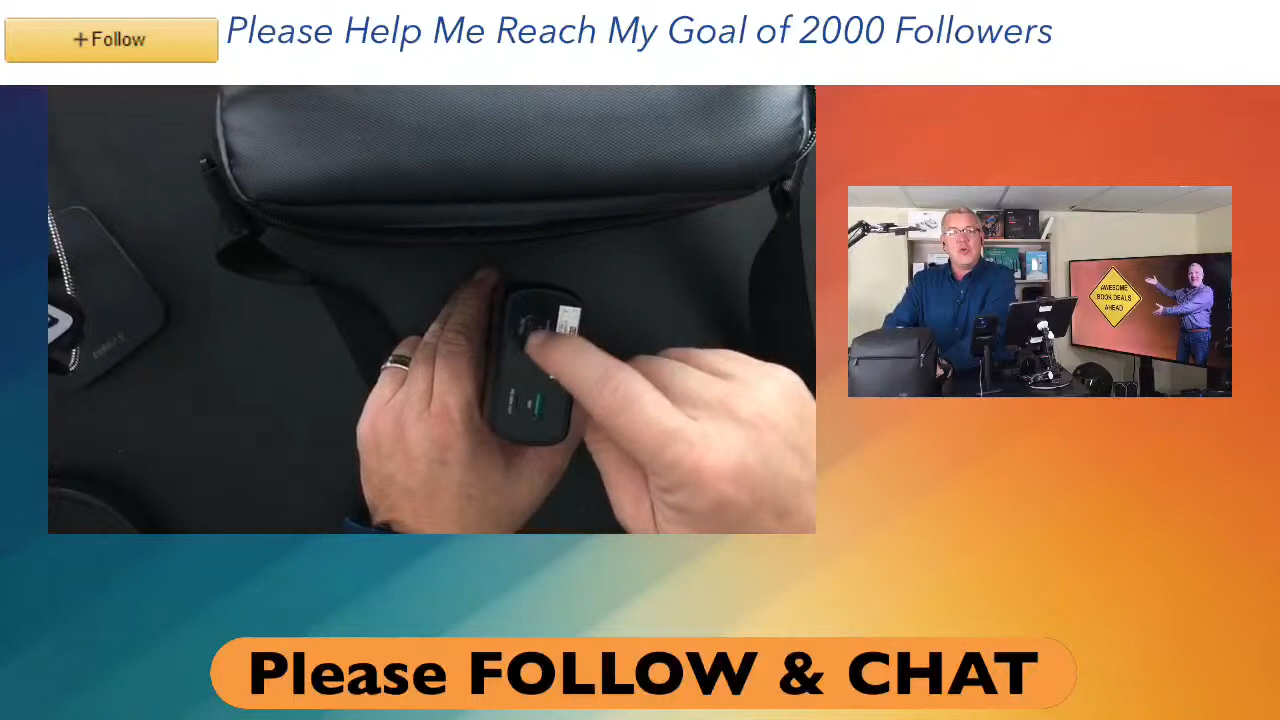 +Follow
Please Help Me Reach My Goal of 2000 Followers
AWESOME
BOOK DEALS
AHEAD
Please FOLLOW & CHAT